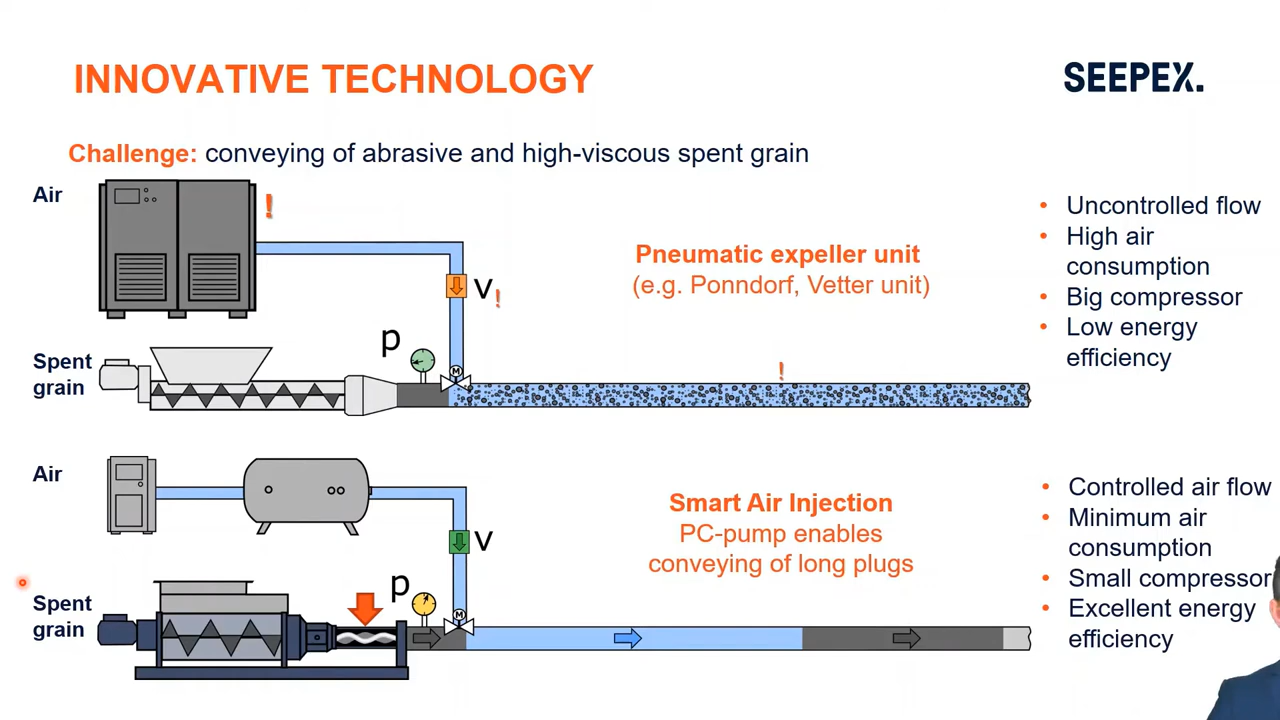 INNOVATIVE TECHNOLOGY
SEEPEX.
Challenge: conveying of abrasive and high-viscous spent grain
Air
!
v!
p
M
Spent
grain
!
Pneumatic expeller unit
(e.g. Ponndorf, Vetter unit)
• Uncontrolled flow
• High air
consumption
• Big compressor
• Low energy
efficiency
Air
v
p
M
Spent
grain
Smart Air Injection
PC-pump enables
conveying of long plugs
• Controlled air flow
• Minimum air
consumption
• Small compressor
• Excellent energy
efficiency